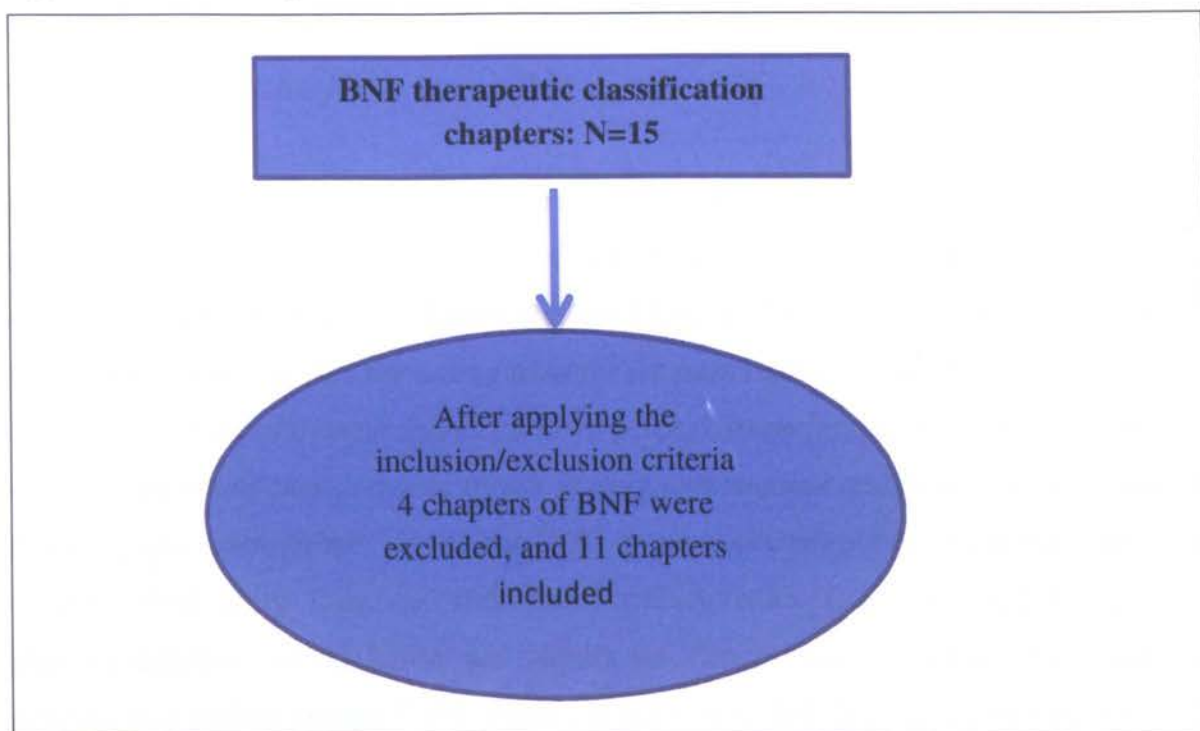 BNF therapeutic classification
chapters: N=15
After applying the
inclusion/exclusion criteria
4 chapters of BNF were
excluded, and 11 chapters
included